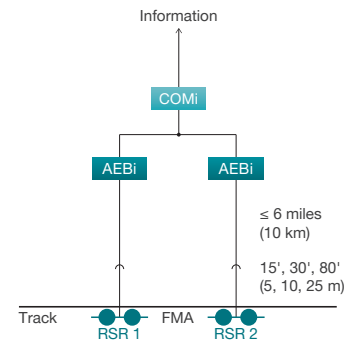 Information
COMi
AEBi AEBi
≤ 6 miles
(10 km)
15', 30', 80'
(5, 10, 25 m)
Track FMA
RSR 1 RSR 2